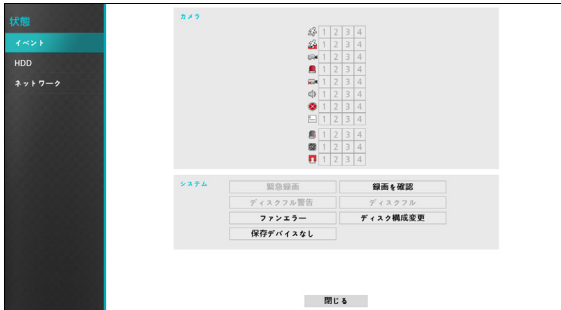 状態
イベント
HDD
ネットワーク
カメラ
1 2 3 4
1 2 3 4
1 2 3 4
1 2 3 4
1 2 3 4
1 2 3 4
1 2 3 4
1 2 3 4
1 2 3 4
1 2 3 4
1 2 3 4
システム
緊急録画 録画を確認
ディスクフル警告 ディスクフル
ファンエラー ディスク構成変更
保存デバイスなし
閉じる